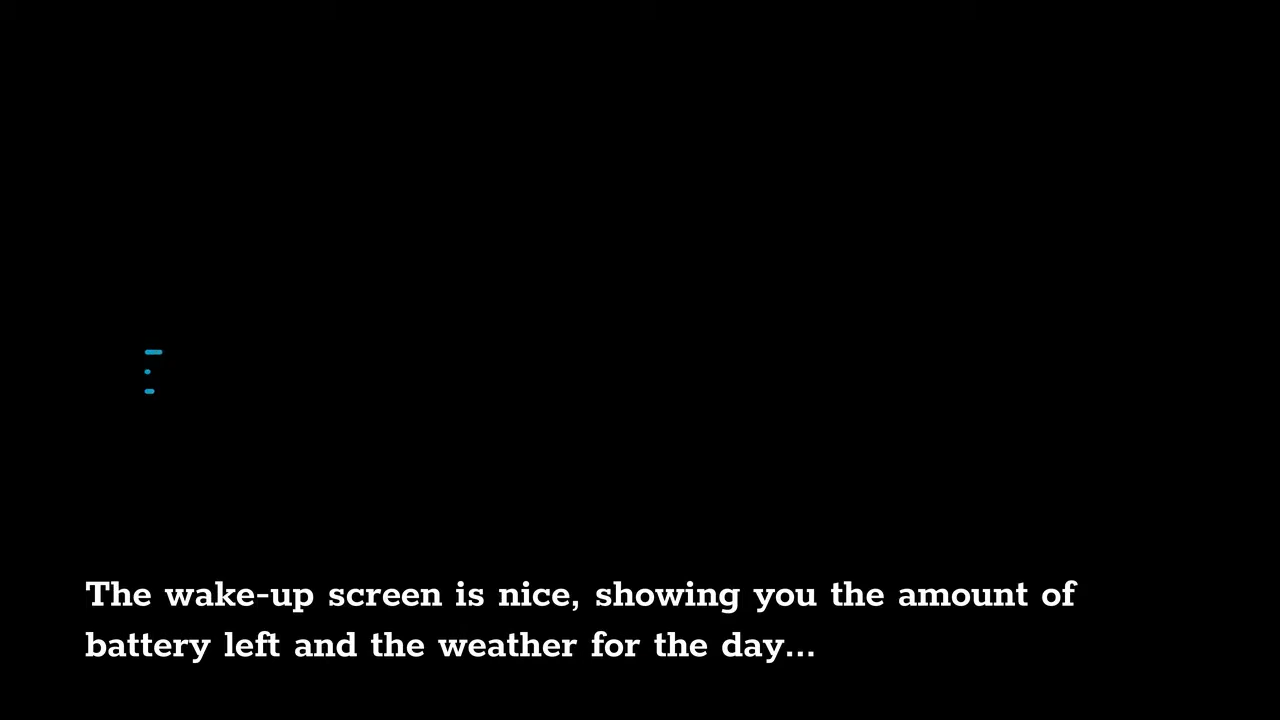 The wake-up screen is nice, showing you the amount of
battery left and the weather for the day...